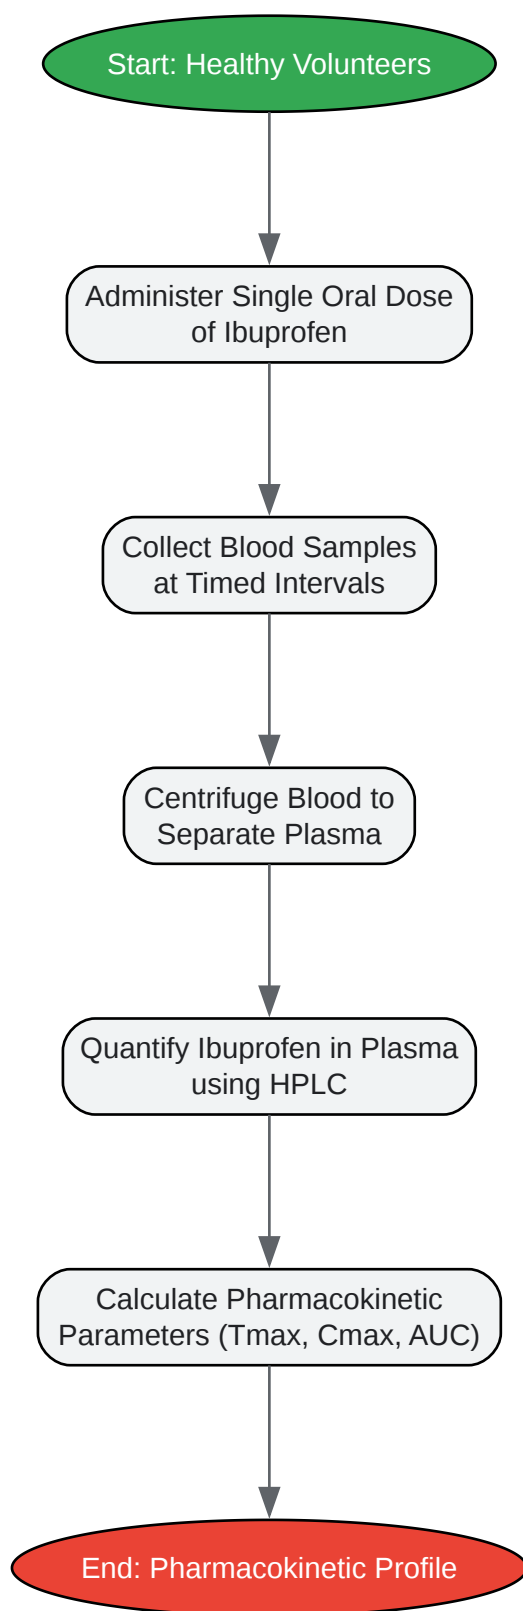 Start: Healthy Volunteers
Administer Single Oral Dose
of Ibuprofen
Collect Blood Samples
at Timed Intervals
Centrifuge Blood to
Separate Plasma
Quantify Ibuprofen in Plasma
using HPLC
Calculate Pharmacokinetic
Parameters (Tmax, Cmax, AUC)
End: Pharmacokinetic Profile